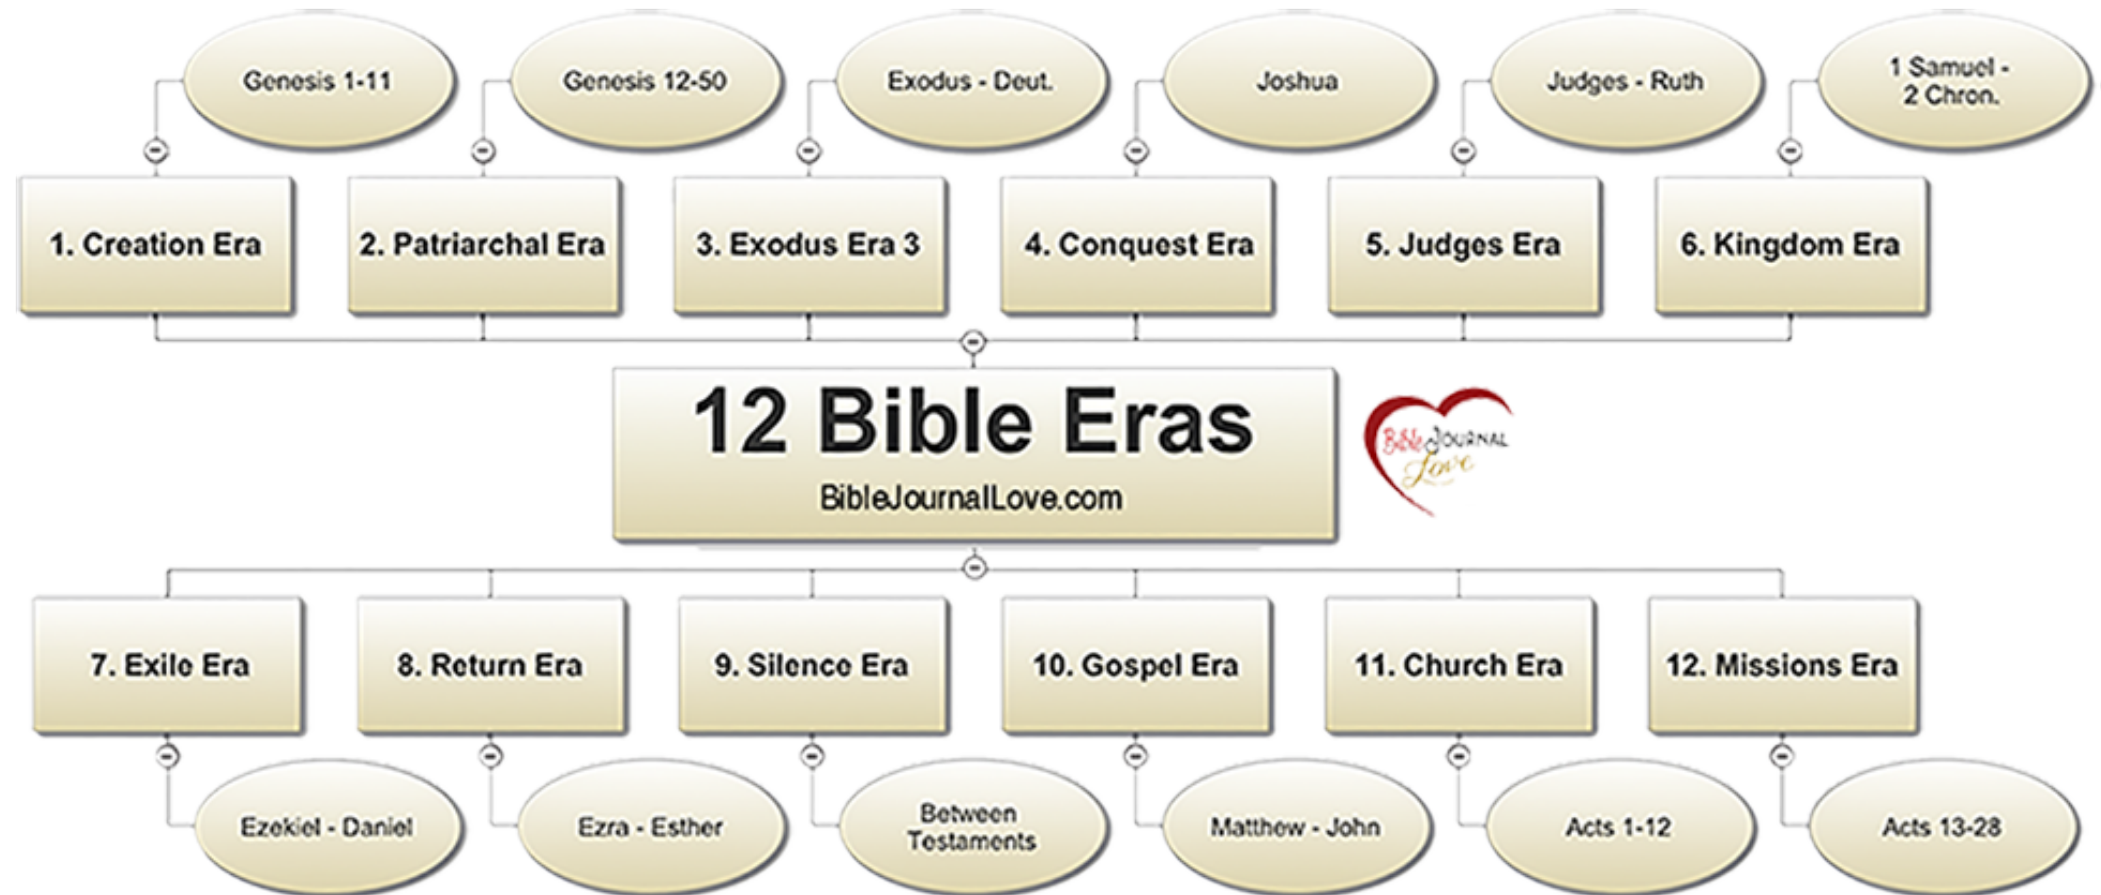 Genesis 1-11
Genesis 12-50
Exodus - Deut.
Joshua
Judges - Ruth
1 Samuel -
2 Chron.
1. Creation Era
2. Patriarchal Era
3. Exodus Era 3
4. Conquest Era
5. Judges Era
6. Kingdom Era
12 Bible Eras
BibleJournalLove.com
Bible JOURNAL
Love
7. Exile Era
8. Return Era
9. Silence Era
10. Gospel Era
11. Church Era
12. Missions Era
Ezekiel - Daniel
Ezra - Esther
Between
Testaments
Matthew - John
Acts 1-12
Acts 13-28